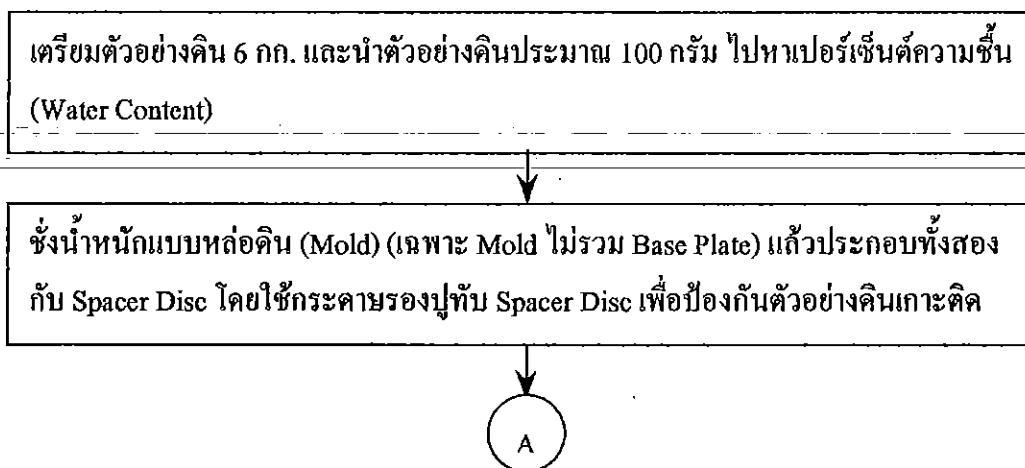 เตรียมตัวอย่างดิน 6 กก. และนำตัวอย่างดินประมาณ 100 กรัม ไปหาเปอร์เซ็นต์ความชื้น
(Water Content)
ชั่งน้ำหนักแบบหล่อดิน (Mold) (เฉพาะ Mold ไม่รวม Base Plate) แล้วประกอบทั้งสอง
กับ Spacer Disc โดยใช้กระดาษรองปูทับ Spacer Disc เพื่อป้องกันตัวอย่างดินเกาะติด
A